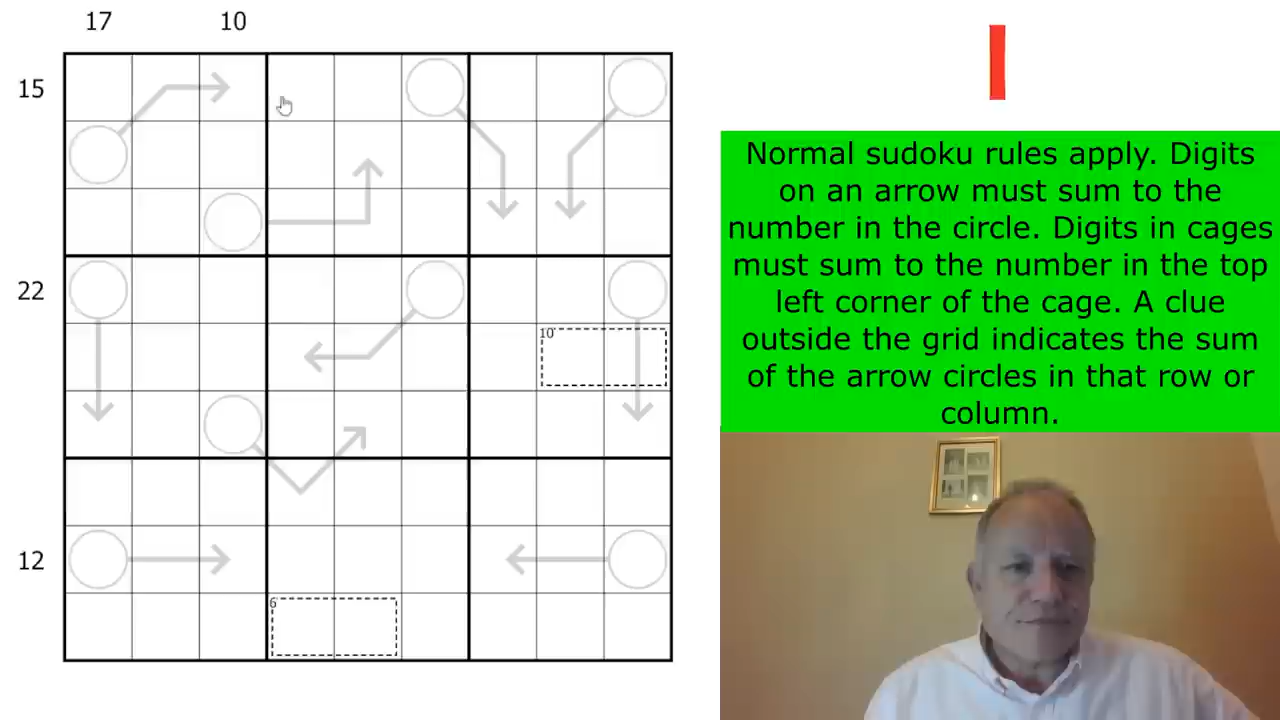 17 10
15
22
10
12
6
Normal sudoku rules apply. Digits
on an arrow must sum to the
number in the circle. Digits in cages
must sum to the number in the top
left corner of the cage. A clue
outside the grid indicates the sum
of the arrow circles in that row or
column.